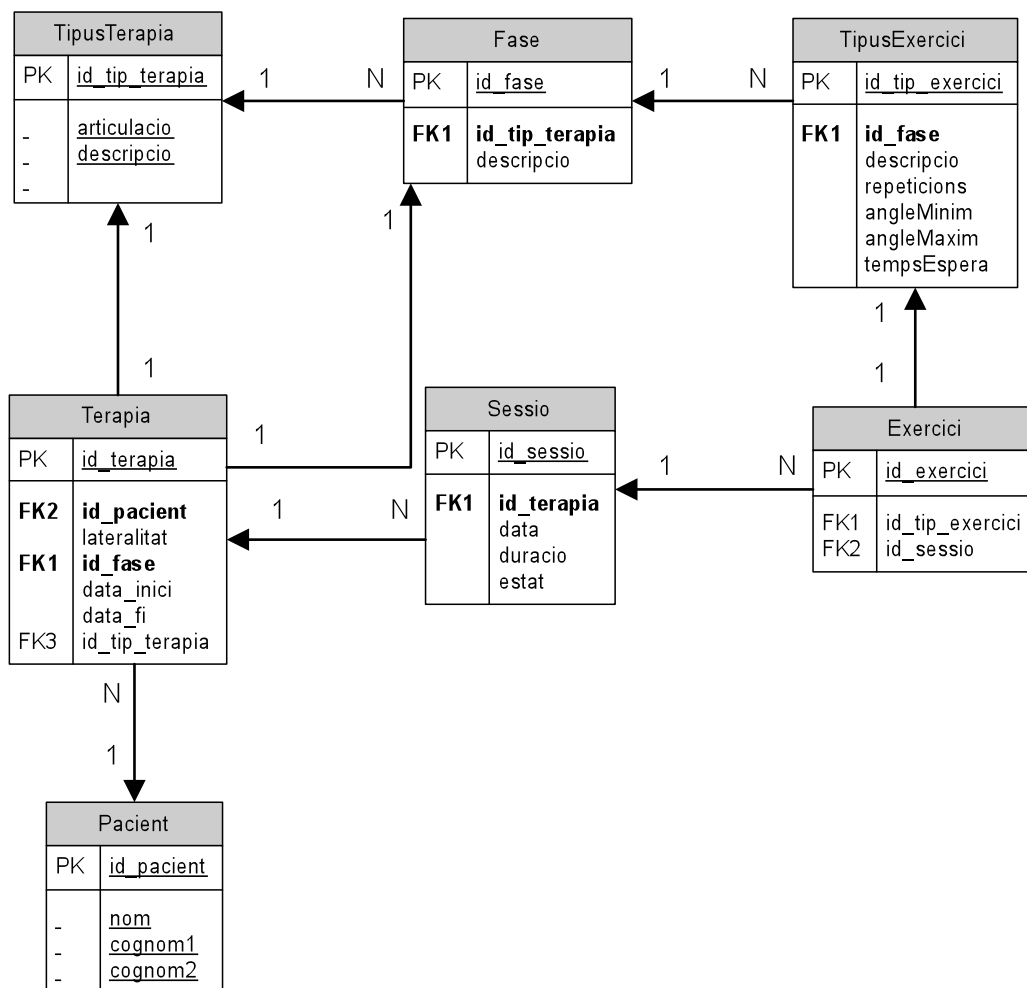 TipusTerapia
PK id_tip_terapia
- articulacio
- descripcio
-
1 N
Fase
PK id_fase
FK1 id_tip_terapia
descripcio
1 N
TipusExercici
PK id_tip_exercici
FK1 id_fase
descripcio
repeticions
angleMinim
angleMaxim
tempsEspera
1
1
1
1
1
1
1
Terapia
PK id_terapia
FK2 id_pacient
lateralitat
FK1 id_fase
data_inici
data_fi
FK3 id_tip_terapia
1 N
Sessio
PK id_sessio
FK1 id_terapia
data
duracio
estat
1 N
Exercici
PK id_exercici
FK1 id_tip_exercici
FK2 id_sessio
N
1
Pacient
PK id_pacient
- nom
- cognom1
- cognom2